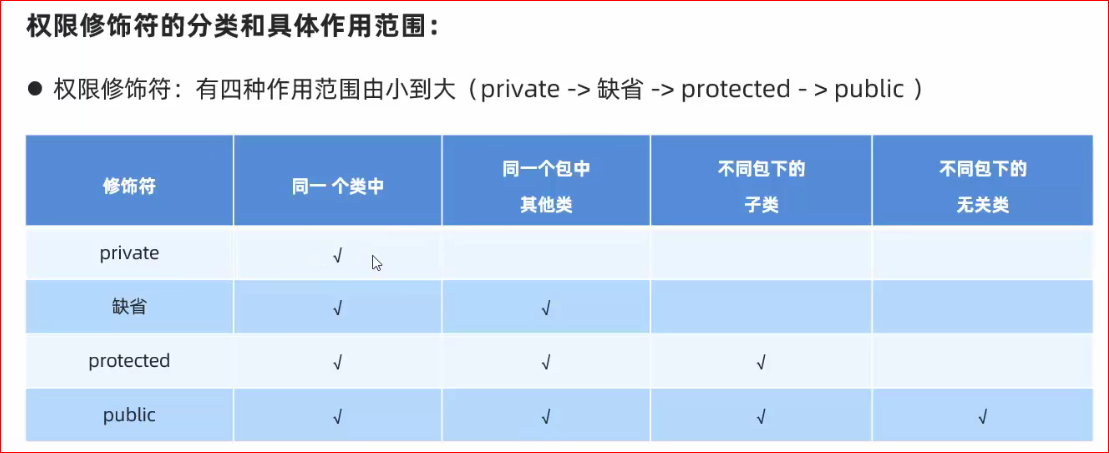 权限修饰符的分类和具体作用范围：
● 权限修饰符：有四种作用范围由小到大（private -> 缺省 -> protected - > public ）
修饰符 同一 个类中 同一个包中 其他类 不同包下的 子类 不同包下的 无关类
private √
缺省 √ √
protected √ √ √
public √ √ √ √